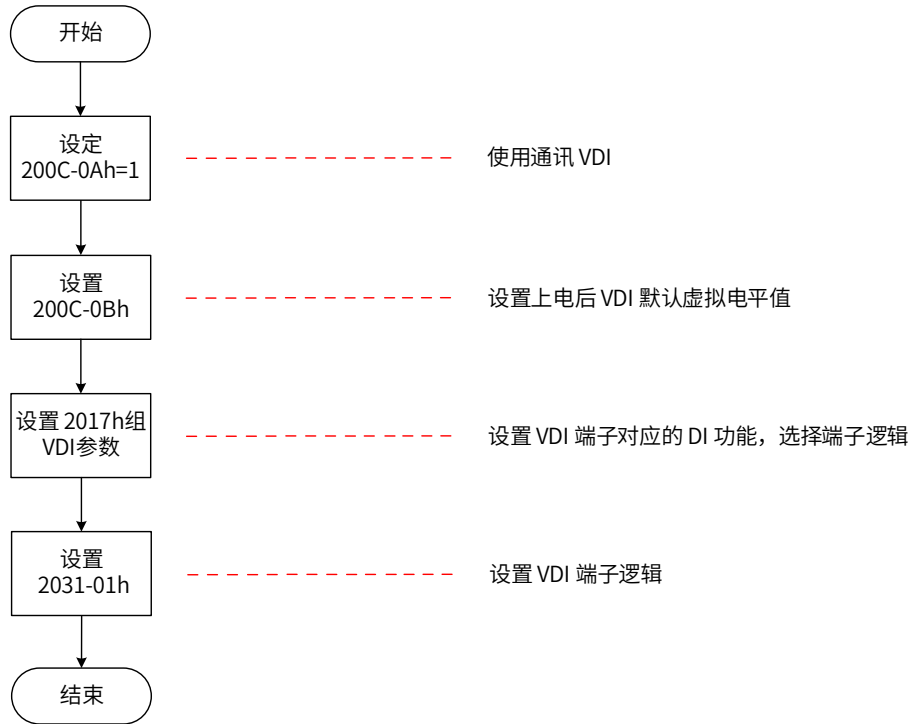 开始
设定
200C-0Ah=1
使用通讯 VDI
设置
200C-0Bh
设置上电后 VDI 默认虚拟电平值
设置 2017h组
VDI参数
设置 VDI 端子对应的 DI 功能，选择端子逻辑
设置
2031-01h
设置 VDI 端子逻辑
结束